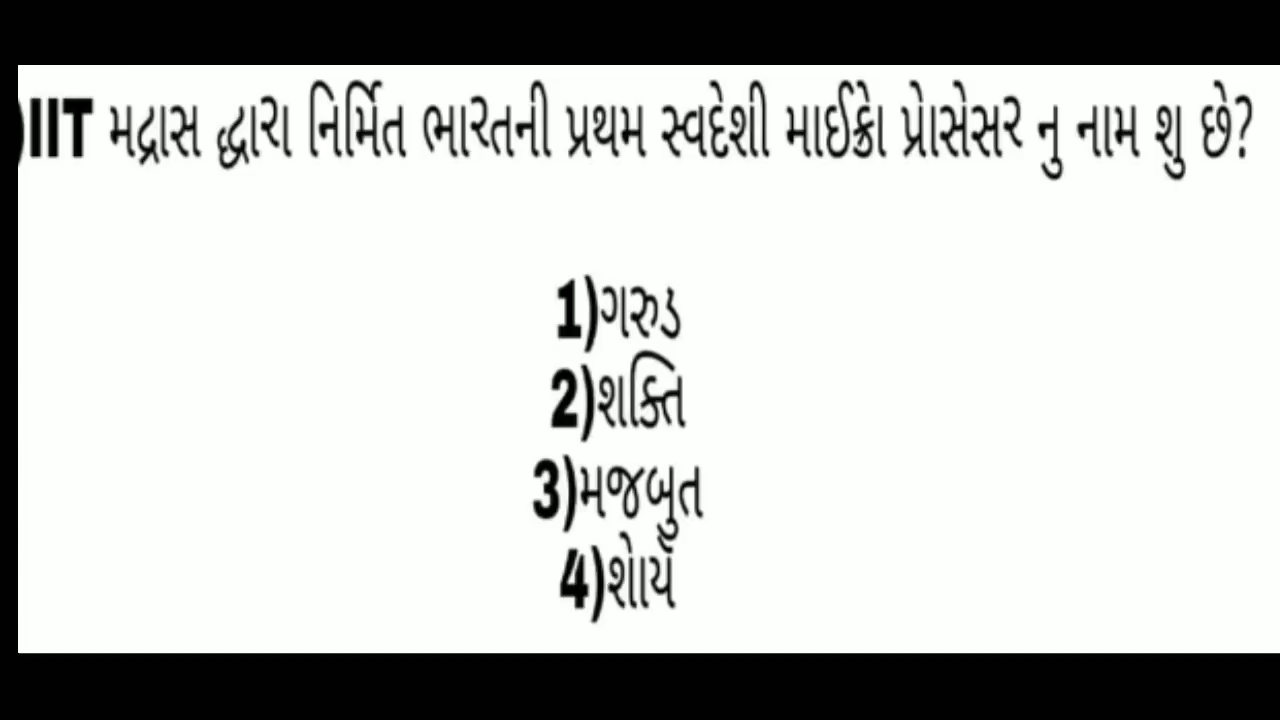 )IIT મદ્રાસ દ્ધારા નિર્મિત ભારતની પ્રથમ સ્વદેશી માઈક્રો પ્રોસેસર નુ નામ શુ છે?
1)ગરુડ
2)શક્તિ
3)મજબુત
4)શોર્ય